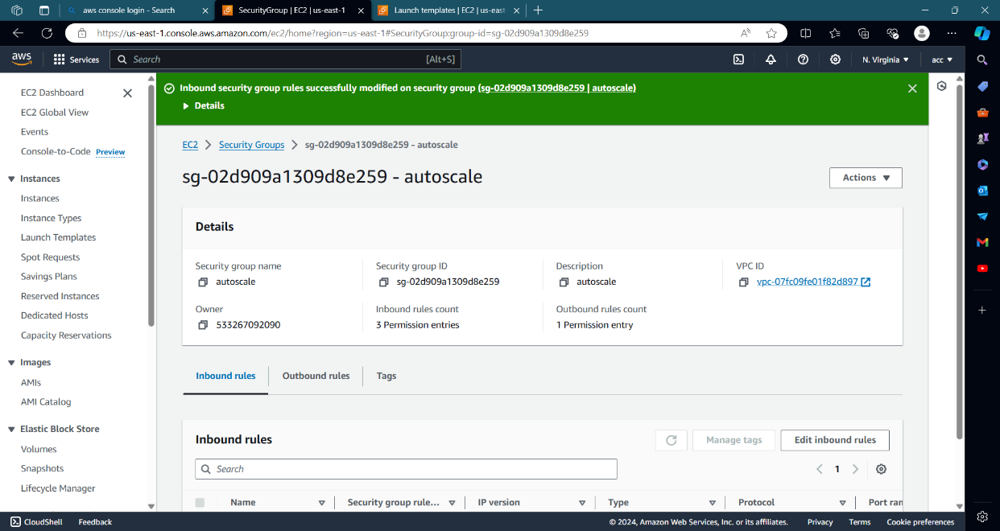 aws console login - Search
SecurityGroup | EC2 | us-east-1
Launch templates | EC2 | us-east
https://us-east-1.console.aws.amazon.com/ec2/home?region=us-east-1#SecurityGroup:group-id=sg-02d909a1309d8e259
aws Services Search [Alt+S] N. Virginia acc
EC2 Dashboard
EC2 Global View
Events
Console-to-Code Preview
Instances
Instances
Instance Types
Launch Templates
Spot Requests
Savings Plans
Reserved Instances
Dedicated Hosts
Capacity Reservations
Images
AMIs
AMI Catalog
Elastic Block Store
Volumes
Snapshots
Lifecycle Manager
Inbound security group rules successfully modified on security group (sg-02d909a1309d8e259 | autoscale)
Details
EC2 > Security Groups > sg-02d909a1309d8e259 - autoscale
sg-02d909a1309d8e259 - autoscale
Actions
Details
Security group name
autoscale
Security group ID
sg-02d909a1309d8e259
Description
autoscale
VPC ID
vpc-07fc09fe01f82d897
Owner
533267092090
Inbound rules count
3 Permission entries
Outbound rules count
1 Permission entry
Inbound rules Outbound rules Tags
Inbound rules
Manage tags Edit inbound rules
Search
1
Name Security group rule... IP version Type Protocol Port ran
CloudShell Feedback © 2024, Amazon Web Services, Inc. or its affiliates. Privacy Terms Cookie preferences